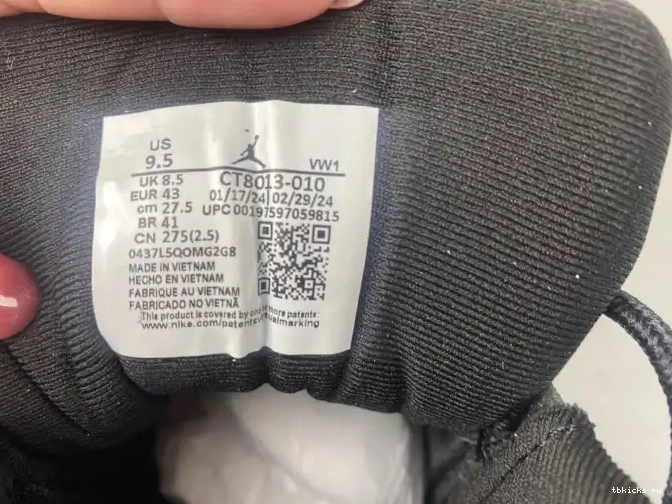 US
9.5
VW1
UK 8.5
CT8013-010
EUR 43
01/17/24 02/29/24
cm 27.5
UPC 00197597059815
BR 41
CN 275(2.5)
0437L5QOMG2G8
MADE IN VIETNAM
HECHO EN VIETNAM
FABRIQUE AU VIETNAM
FABRICADO NO VIETNÃ
This product is covered by one or more patents:
www.nike.com/patentsvirtualmarking
tbkicks.ru